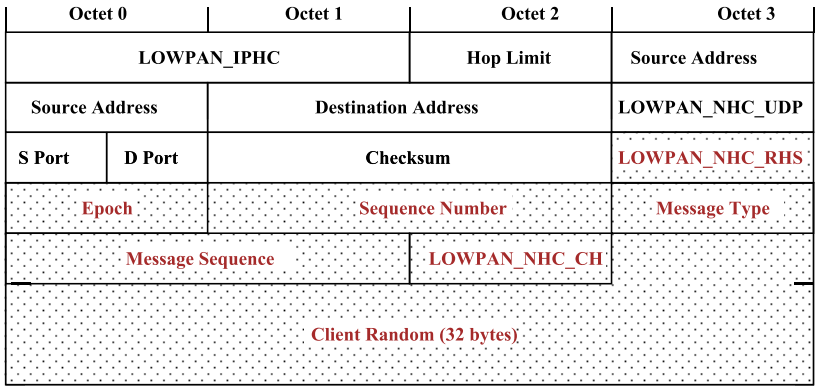 Octet 0 Octet 1 Octet 2 Octet 3
LOWPAN_IPHC Hop Limit Source Address
Source Address Destination Address LOWPAN_NHC_UDP
S Port D Port Checksum LOWPAN_NHC_RHS
Epoch Sequence Number Message Type
Message Sequence LOWPAN_NHC_CH
Client Random (32 bytes)